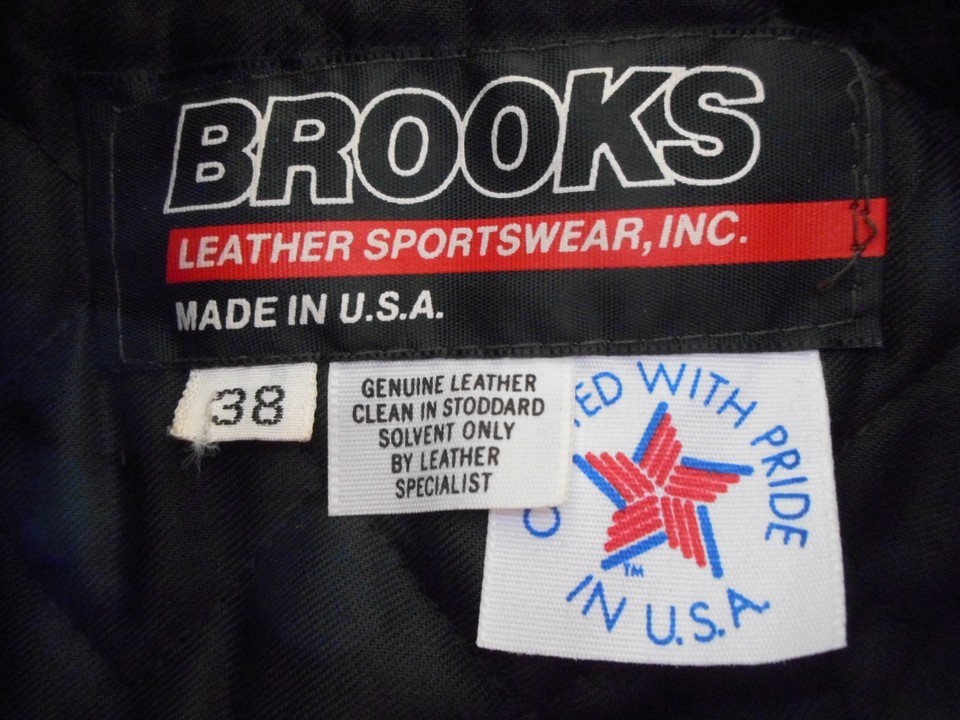 BROOKS
LEATHER SPORTSWEAR, INC.
MADE IN U.S.A.
38
GENUINE LEATHER
CLEAN IN STODDARD
SOLVENT ONLY
BY LEATHER
SPECIALIST
WITH PRIDE
TM
IN U.S.A